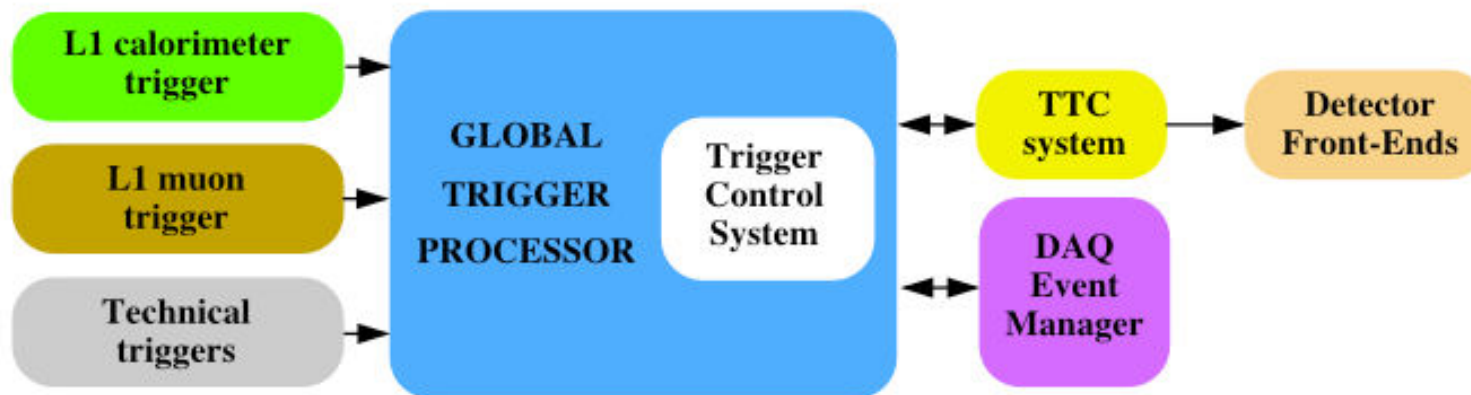 L1 calorimeter
trigger
L1 muon
trigger
Technical
triggers
GLOBAL
TRIGGER
PROCESSOR
Trigger
Control
System
TTC
system
Detector
Front-Ends
DAQ
Event
Manager